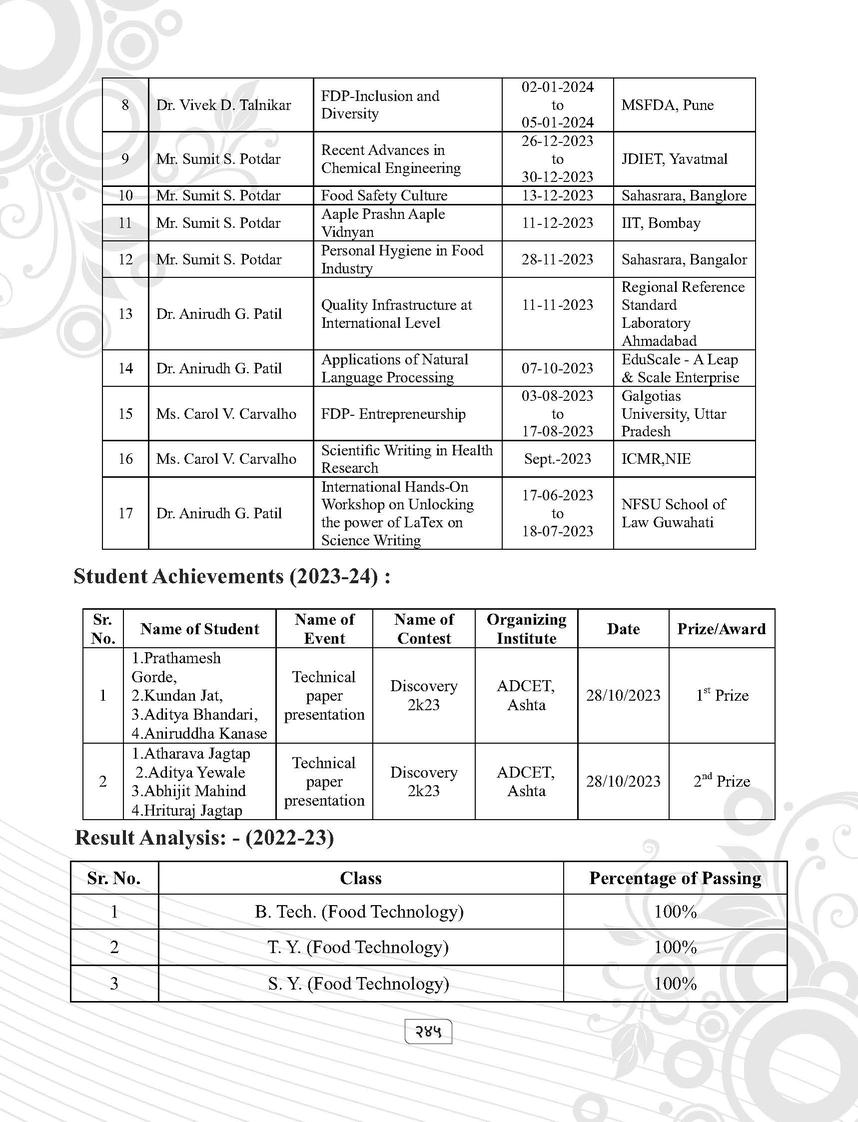 8 Dr. Vivek D. Talnikar FDP-Inclusion and Diversity 02-01-2024 to 05-01-2024 MSFDA, Pune
9 Mr. Sumit S. Potdar Recent Advances in Chemical Engineering 26-12-2023 to 30-12-2023 JDIET, Yavatmal
10 Mr. Sumit S. Potdar Food Safety Culture 13-12-2023 Sahasrara, Banglore
11 Mr. Sumit S. Potdar Aaple Prashn Aaple Vidnyan 11-12-2023 IIT, Bombay
12 Mr. Sumit S. Potdar Personal Hygiene in Food Industry 28-11-2023 Sahasrara, Bangalor
13 Dr. Anirudh G. Patil Quality Infrastructure at International Level 11-11-2023 Regional Reference Standard Laboratory Ahmadabad
14 Dr. Anirudh G. Patil Applications of Natural Language Processing 07-10-2023 EduScale - A Leap & Scale Enterprise
15 Ms. Carol V. Carvalho FDP- Entrepreneurship 03-08-2023 to 17-08-2023 Galgotias University, Uttar Pradesh
16 Ms. Carol V. Carvalho Scientific Writing in Health Research Sept.-2023 ICMR,NIE
17 Dr. Anirudh G. Patil International Hands-On Workshop on Unlocking the power of LaTex on Science Writing 17-06-2023 to 18-07-2023 NFSU School of Law Guwahati
Student Achievements (2023-24) :
Sr. No. Name of Student Name of Event Name of Contest Organizing Institute Date Prize/Award
1 1.Prathamesh Gorde, 2.Kundan Jat, 3.Aditya Bhandari, 4.Aniruddha Kanase Technical paper presentation Discovery 2k23 ADCET, Ashta 28/10/2023 1st Prize
2 1.Atharava Jagtap 2.Aditya Yewale 3.Abhijit Mahind 4.Hrituraj Jagtap Technical paper presentation Discovery 2k23 ADCET, Ashta 28/10/2023 2nd Prize
Result Analysis: - (2022-23)
Sr. No. Class Percentage of Passing
1 B. Tech. (Food Technology) 100%
2 T. Y. (Food Technology) 100%
3 S. Y. (Food Technology) 100%
२४५